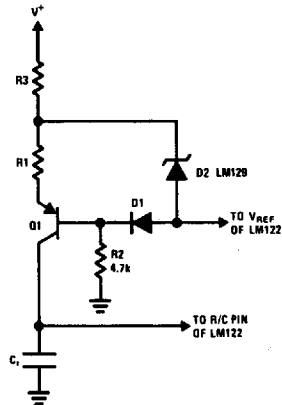 V+
R3
R1
D2 LM129
D1
TO VREF
OF LM122
Q1
R2
4.7k
TO R/C PIN
OF LM122
Ct